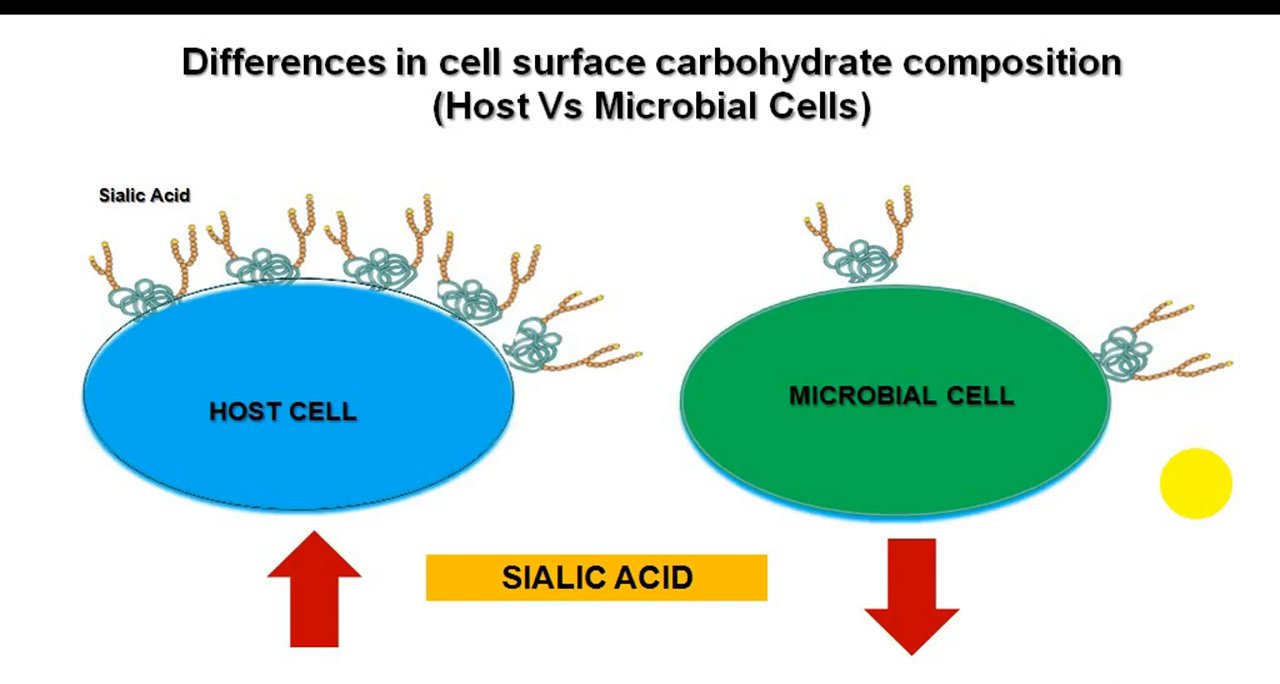 Differences in cell surface carbohydrate composition
(Host Vs Microbial Cells)
Sialic Acid
HOST CELL
MICROBIAL CELL
SIALIC ACID